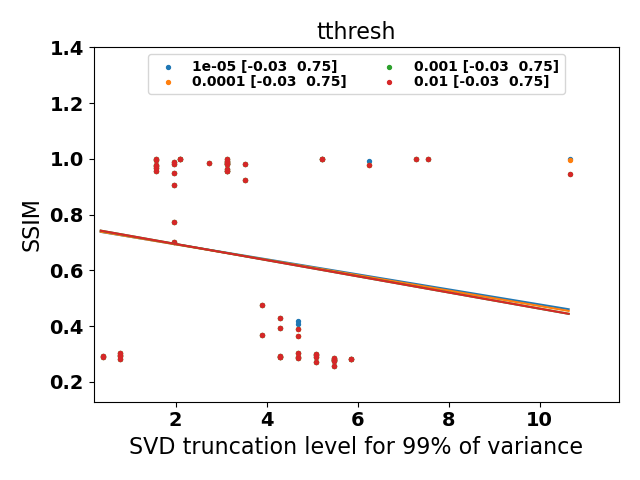 tthresh
1e-05 [-0.03  0.75]
0.0001 [-0.03  0.75]
0.001 [-0.03  0.75]
0.01 [-0.03  0.75]
1.4
1.2
1.0
0.8
0.6
0.4
0.2
SSIM
2 4 6 8 10
SVD truncation level for 99% of variance